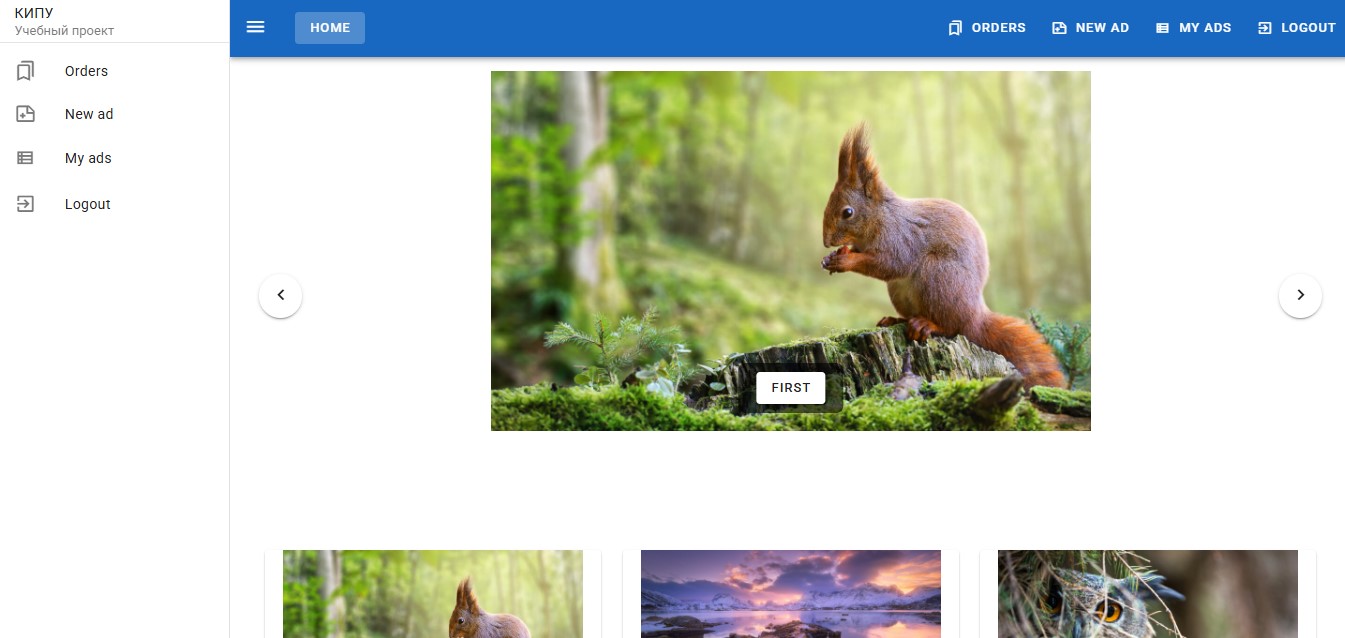 КИПУ
Учебный проект
HOME
ORDERS
NEW AD
MY ADS
LOGOUT
Orders
New ad
My ads
Logout
FIRST